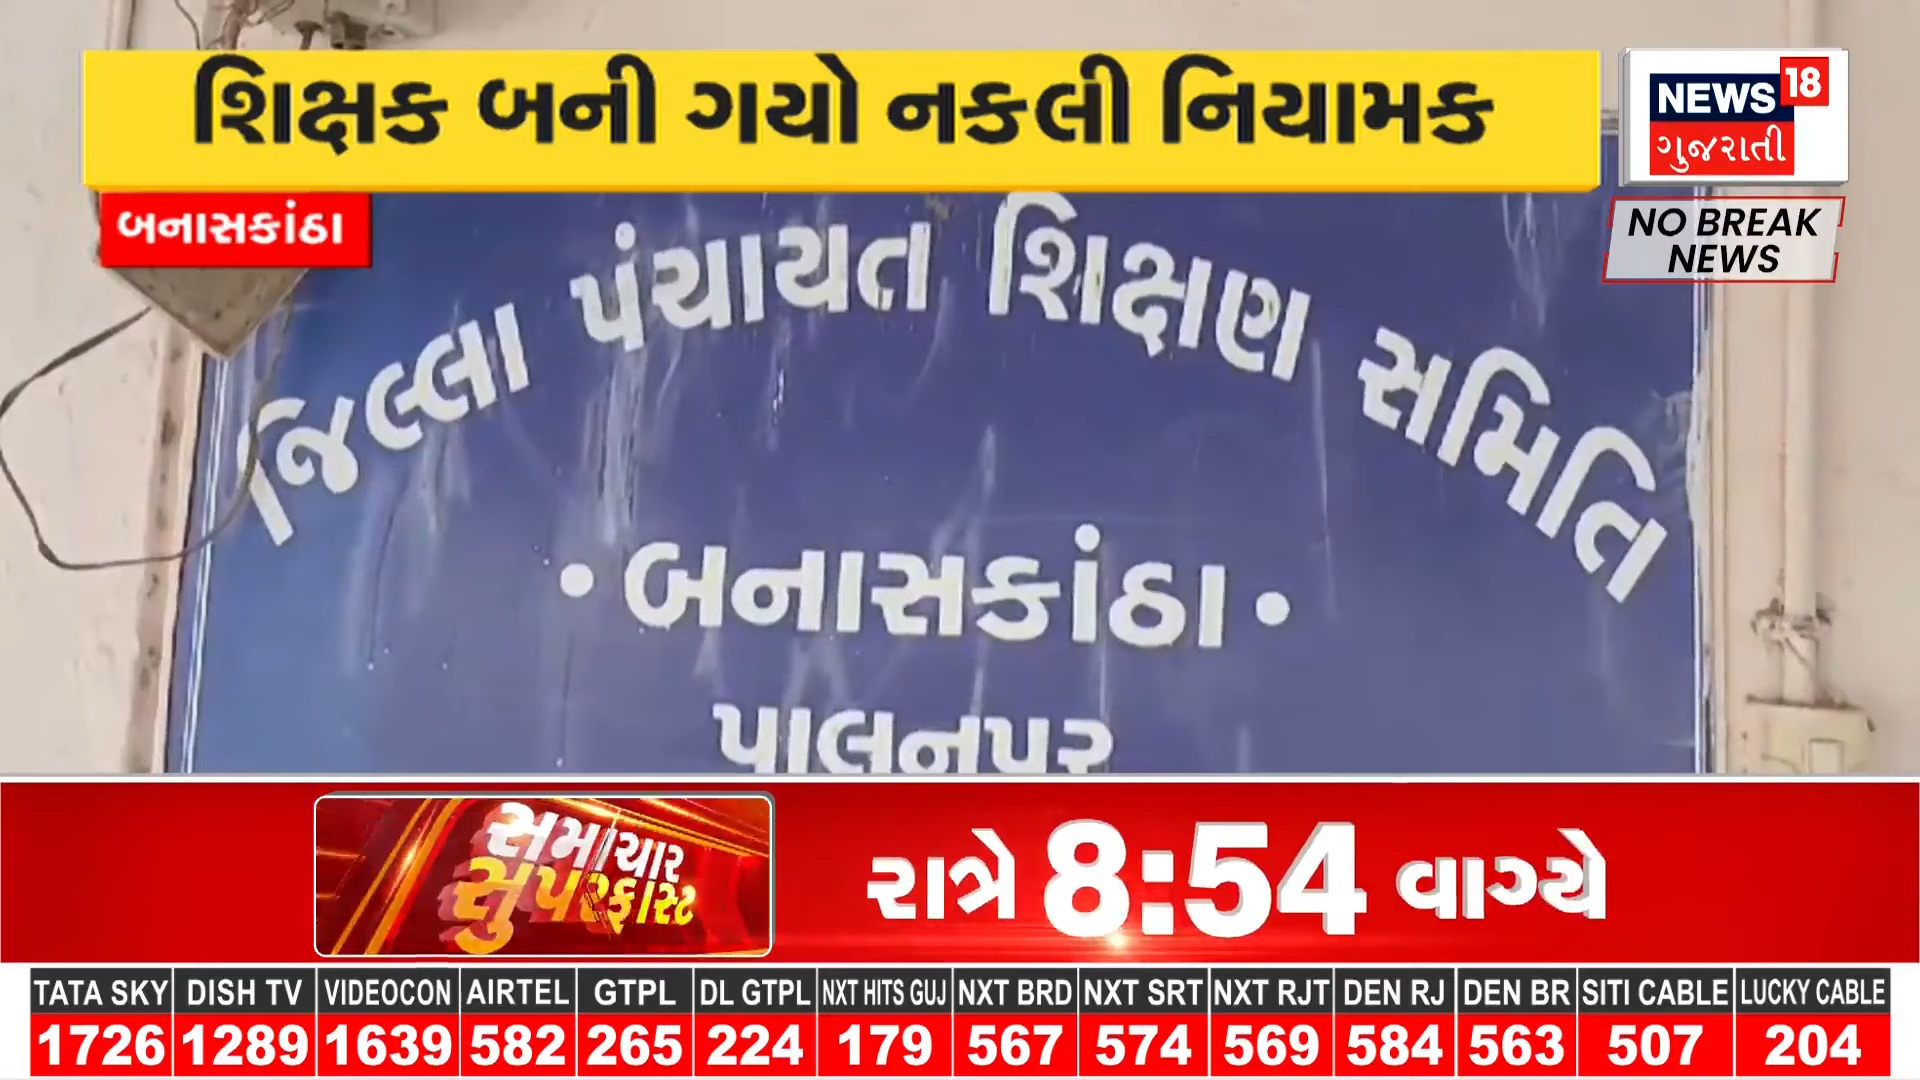 શિક્ષક બની ગયો નકલી નિયામક
NEWS 18
ગુજરાતી
NO BREAK
NEWS
બનાસકાંઠા
જિલ્લા પંચાયત શિક્ષણ સમિતિ
• બનાસકાંઠા •
પાલનપુર
સમાચાર
સુપરફાસ્ટ
રાત્રે 8:54 વાગ્યે
TATA SKY DISH TV VIDEOCON AIRTEL GTPL DL GTPL NXT HITS GUJ NXT BRD NXT SRT NXT RJT DEN RJ DEN BR SITI CABLE LUCKY CABLE
1726 1289 1639 582 265 224 179 567 574 569 584 563 507 204